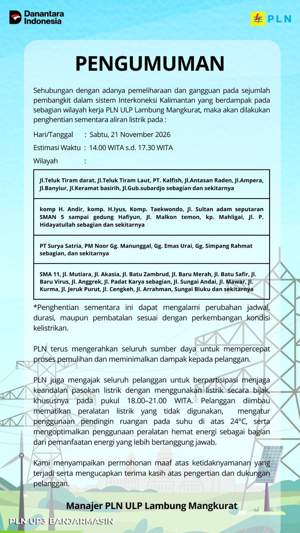 Danantara
Indonesia
PLN
PENGUMUMAN
Sehubungan dengan adanya pemeliharaan dan gangguan pada sejumlah
pembangkit dalam sistem Interkoneksi Kalimantan yang berdampak pada
sebagian wilayah kerja PLN ULP Lambung Mangkurat, maka akan dilakukan
penghentian sementara aliran listrik pada :
Hari/Tanggal : Sabtu, 21 November 2026
Estimasi Waktu : 14.00 WITA s.d. 17.30 WITA
Wilayah :
Jl.Teluk Tiram darat, Jl.Teluk Tiram Laut, PT. Kalfish, Jl.Antasan Raden, Jl.Ampera,
Jl.Banyiur, Jl.Keramat basirih, Jl.Gub.subardjo sebagian dan sekitarnya
komp H. Andir, komp. H.Iyus, Komp. Taekwondo, Jl. Sultan adam seputaran
SMAN 5 sampai gedung Hafiyun, Jl. Malkon temon, kp. Mahligai, Jl. P.
Hidayatullah sebagian dan sekitarnya
PT Surya Satria, PM Noor Gg. Manunggal, Gg. Emas Urai, Gg. Simpang Rahmat
sebagian, dan sekitarnya
SMA 11, Jl. Mutiara, Jl. Akasia, Jl. Batu Zambrud, Jl. Baru Merah, Jl. Batu Safir, Jl.
Baru Virus, Jl. Anggrek, Jl. Padat Karya sebagian, Jl. Sungai Andai, Jl. Mawar, Jl.
Kurma, Jl. Jeruk Purut, Jl. Cengkeh, Jl. Arrahman, Sungai Biuku dan sekitarnya
*Penghentian sementara ini dapat mengalami perubahan jadwal,
durasi, maupun pembatalan sesuai dengan perkembangan kondisi
kelistrikan.
PLN terus mengerahkan seluruh sumber daya untuk mempercepat
proses pemulihan dan meminimalkan dampak kepada pelanggan.
PLN juga mengajak seluruh pelanggan untuk berpartisipasi menjaga
keandalan pasokan listrik dengan menggunakan listrik secara bijak,
khususnya pada pukul 18.00–21.00 WITA. Pelanggan diimbau
mematikan peralatan listrik yang tidak digunakan, mengatur
penggunaan pendingin ruangan pada suhu di atas 24°C, serta
mengoptimalkan penggunaan peralatan hemat energi sebagai bagian
dari pemanfaatan energi yang lebih bertanggung jawab.
Kami menyampaikan permohonan maaf atas ketidaknyamanan yang
terjadi serta mengucapkan terima kasih atas pengertian dan dukungan
pelanggan.
Manajer PLN ULP Lambung Mangkurat
PLN UP3 BANJARMASIN